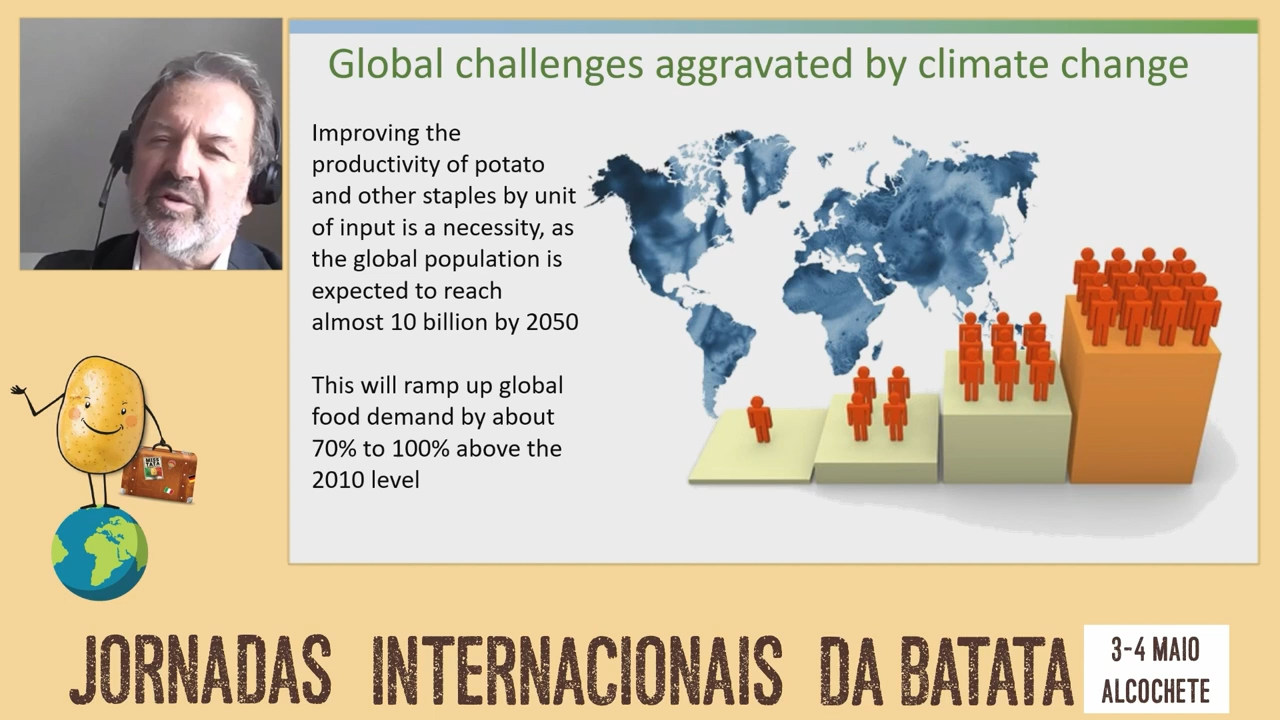 Global challenges aggravated by climate change
Improving the
productivity of potato
and other staples by unit
of input is a necessity, as
the global population is
expected to reach
almost 10 billion by 2050
This will ramp up global
food demand by about
70% to 100% above the
2010 level
MISS
TATA
JORNADAS INTERNACIONAIS DA BATATA
3-4 MAIO
ALCOCHETE